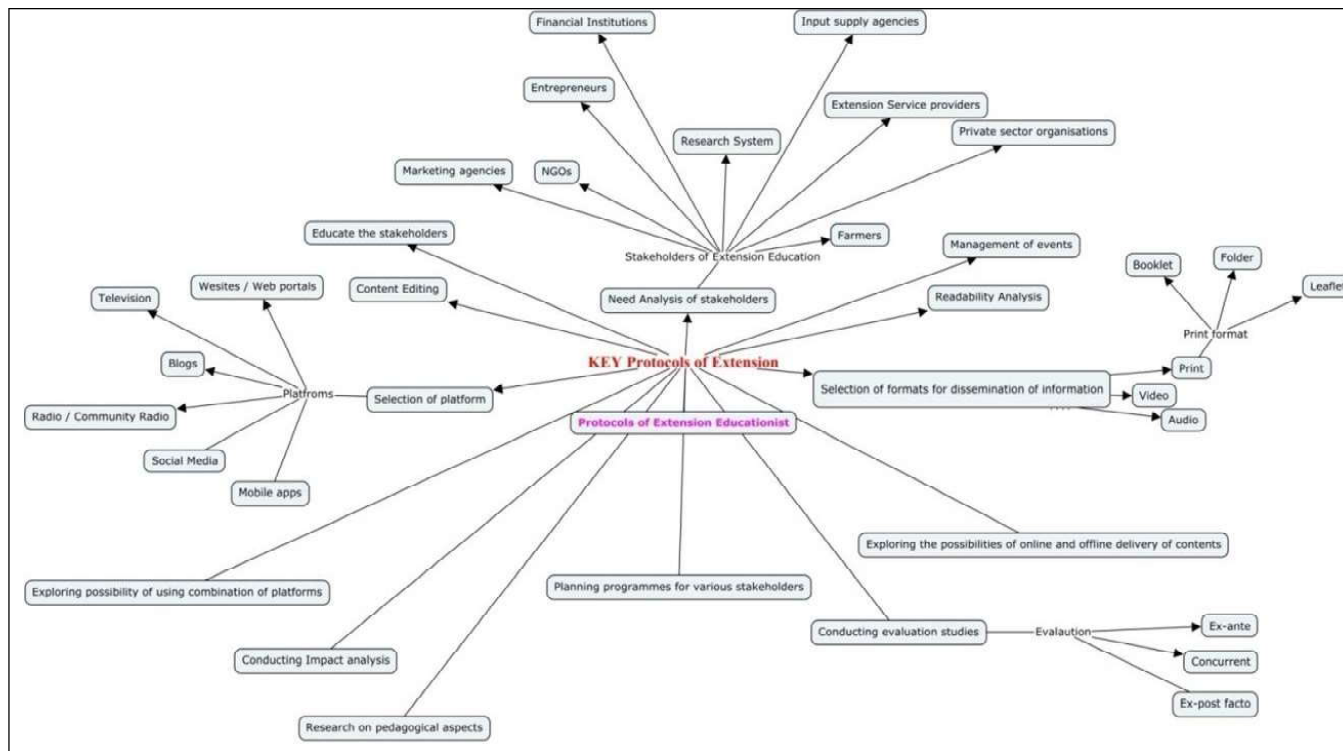 Financial Institutions
Input supply agencies
Entrepreneurs
Extension Service providers
Private sector organisations
Research System
Marketing agencies
NGOs
Farmers
Stakeholders of Extension Education
Educate the stakeholders
Management of events
Content Editing
Need Analysis of stakeholders
Readability Analysis
Booklet
Folder
Leaflet
Print format
Wesites / Web portals
Television
Blogs
Platfroms
Radio / Community Radio
Social Media
Mobile apps
Selection of platform
KEY Protocols of Extension
Protocols of Extension Educationist
Selection of formats for dissemination of information
Print
Video
Audio
Exploring the possibilities of online and offline delivery of contents
Exploring possibility of using combination of platforms
Planning programmes for various stakeholders
Conducting evaluation studies
Evalaution
Ex-ante
Concurrent
Ex-post facto
Conducting Impact analysis
Research on pedagogical aspects